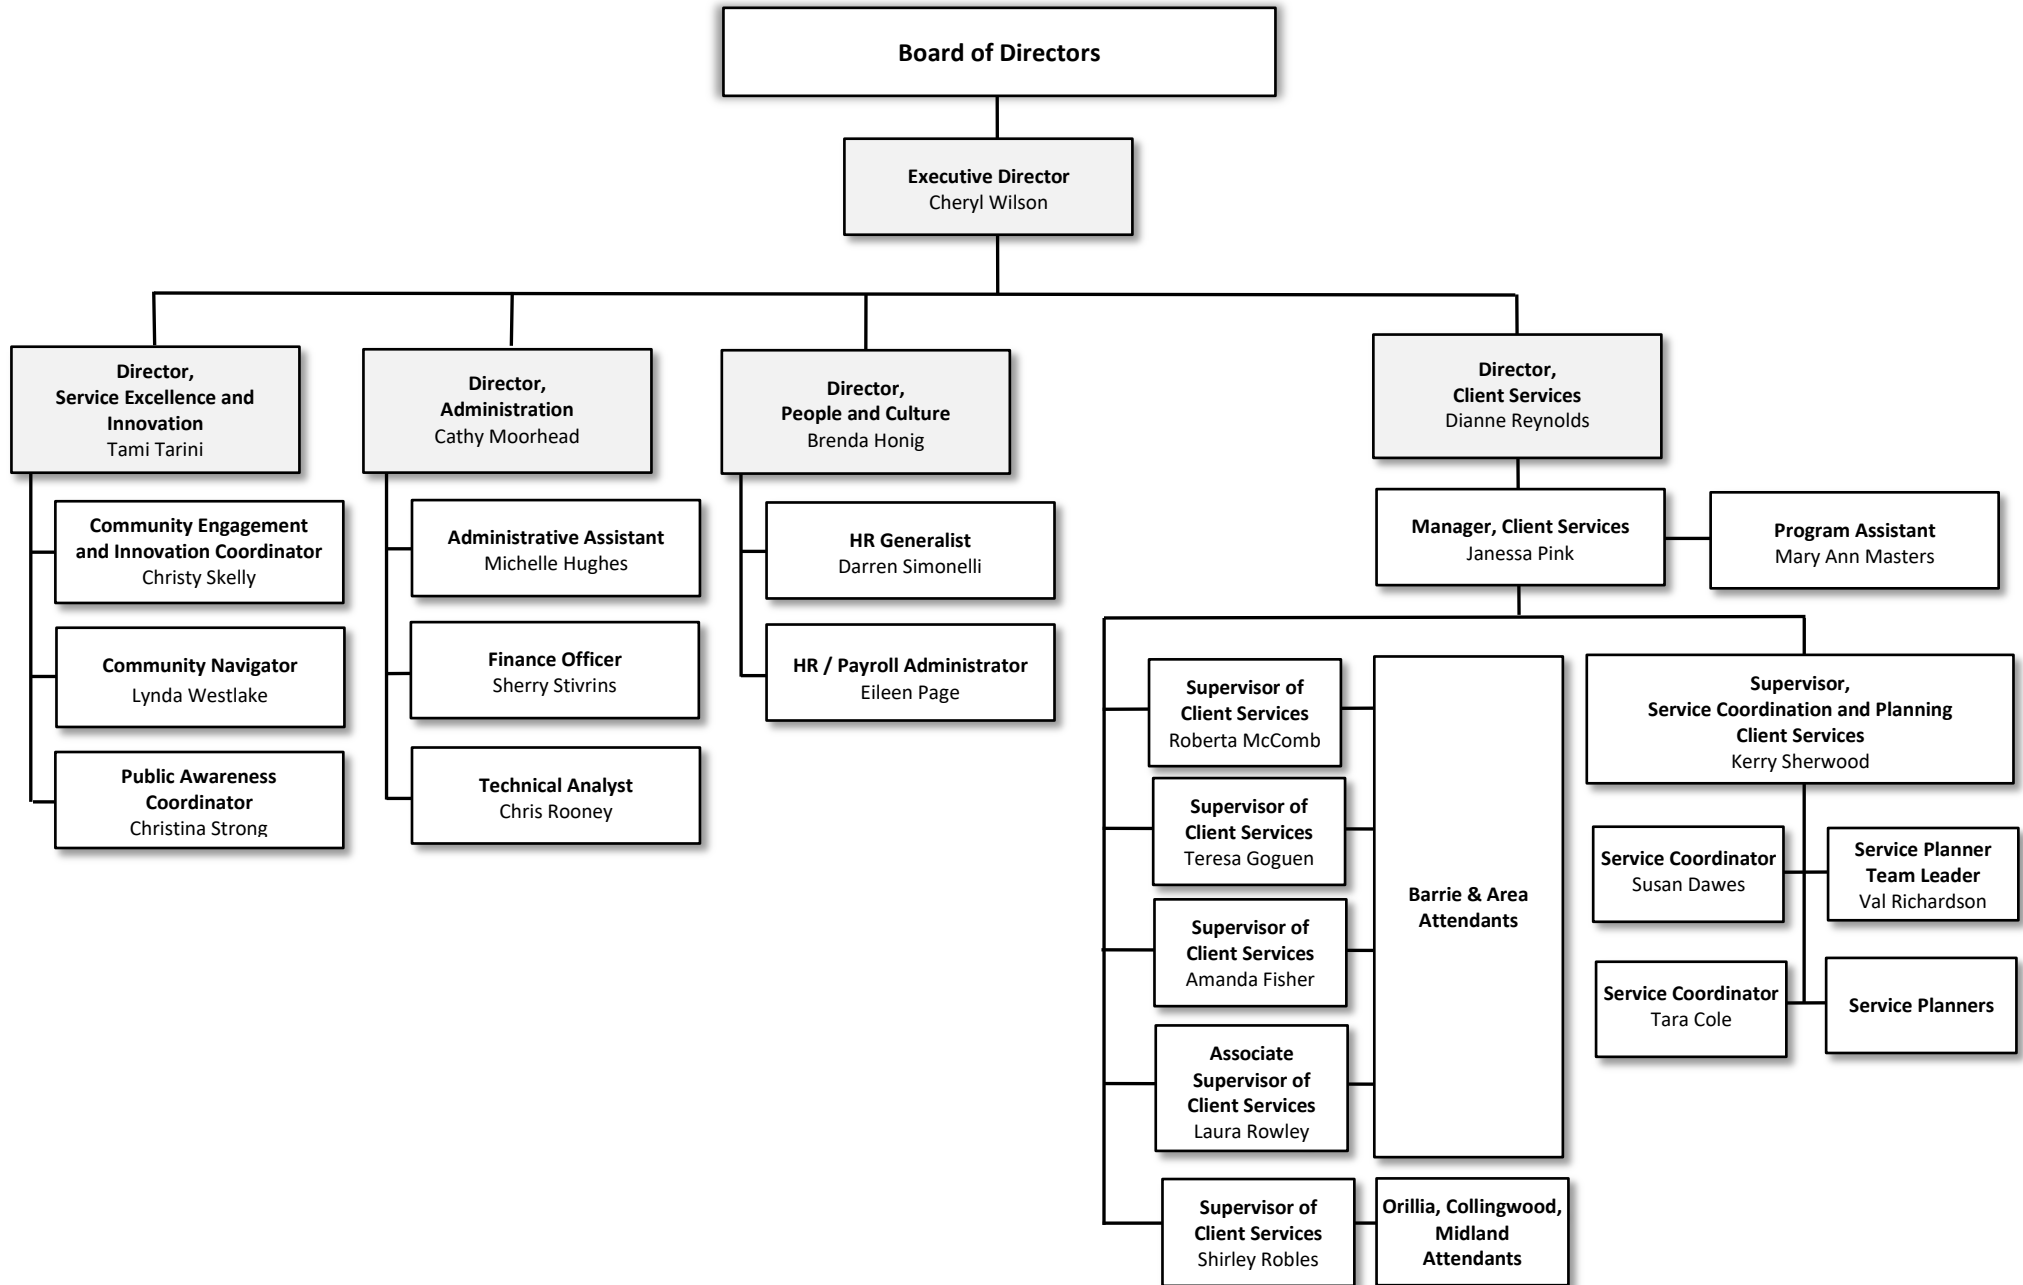 Board of Directors
Executive Director
Cheryl Wilson
Director,
Service Excellence and
Innovation
Tami Tarini
Director,
Administration
Cathy Moorhead
Director,
People and Culture
Brenda Honig
Director,
Client Services
Dianne Reynolds
Community Engagement
and Innovation Coordinator
Christy Skelly
Community Navigator
Lynda Westlake
Public Awareness
Coordinator
Christina Strong
Administrative Assistant
Michelle Hughes
Finance Officer
Sherry Stivrins
Technical Analyst
Chris Rooney
HR Generalist
Darren Simonelli
HR / Payroll Administrator
Eileen Page
Manager, Client Services
Janessa Pink
Program Assistant
Mary Ann Masters
Supervisor of
Client Services
Roberta McComb
Supervisor of
Client Services
Teresa Goguen
Supervisor of
Client Services
Amanda Fisher
Associate
Supervisor of
Client Services
Laura Rowley
Barrie & Area
Attendants
Supervisor of
Client Services
Shirley Robles
Orillia, Collingwood,
Midland
Attendants
Supervisor,
Service Coordination and Planning
Client Services
Kerry Sherwood
Service Coordinator
Susan Dawes
Service Planner
Team Leader
Val Richardson
Service Coordinator
Tara Cole
Service Planners